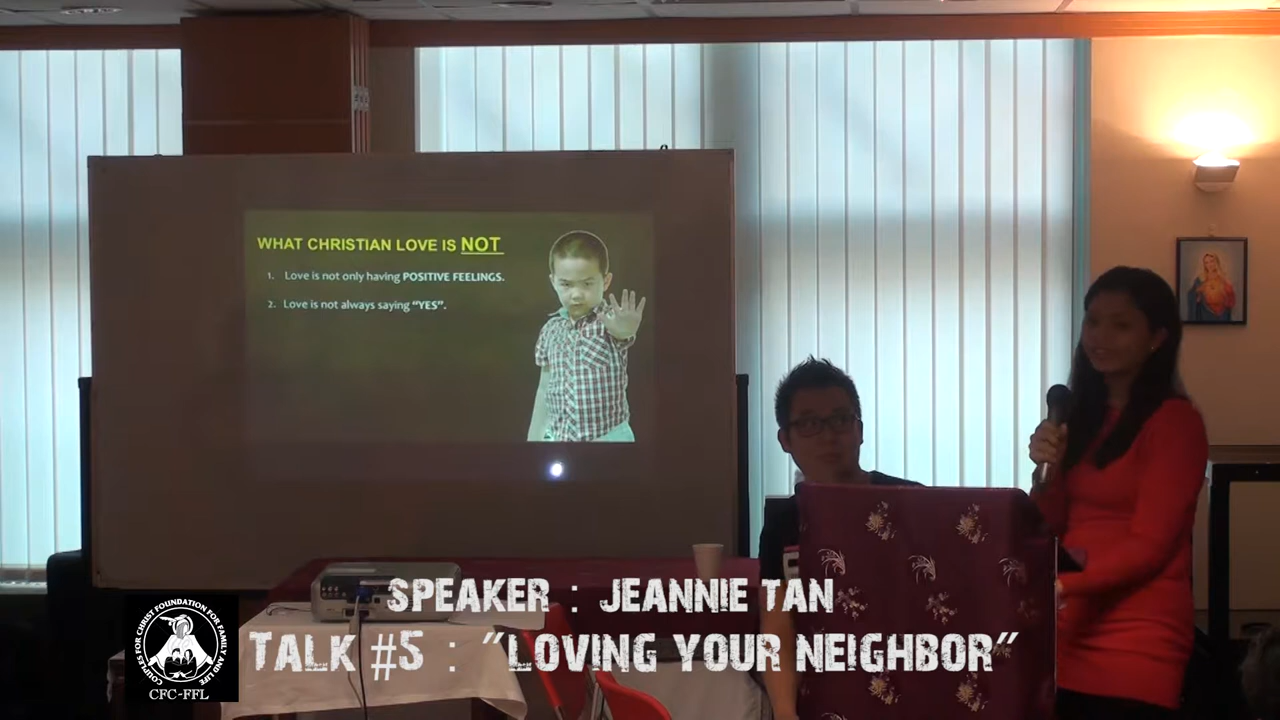 WHAT CHRISTIAN LOVE IS NOT
1. Love is not only having POSITIVE FEELINGS.
2. Love is not always saying “YES”.
SPEAKER : JEANNIE TAN
TALK #5 : "LOVING YOUR NEIGHBOR"
COUPLES FOR CHRIST FOUNDATION FOR FAMILY AND LIFE
CFC-FFL